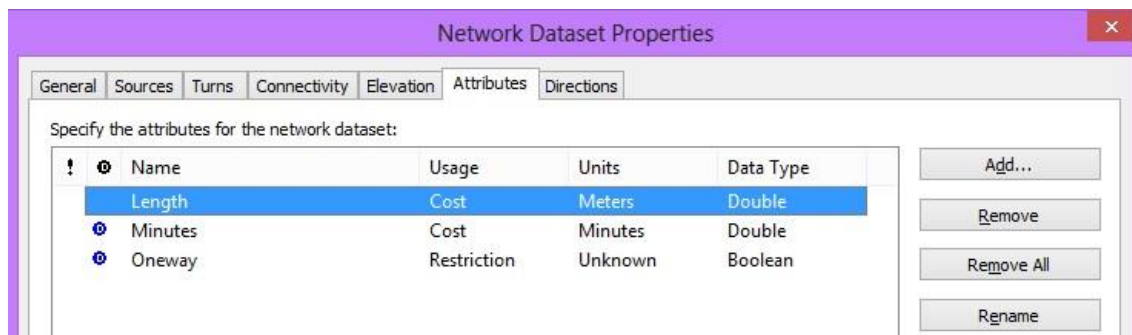 Network Dataset Properties
×
General Sources Turns Connectivity Elevation Attributes Directions
Specify the attributes for the network dataset:
! D Name Usage Units Data Type Add...
Length Cost Meters Double
Remove
D Minutes Cost Minutes Double
D Oneway Restriction Unknown Boolean
Remove All
Rename